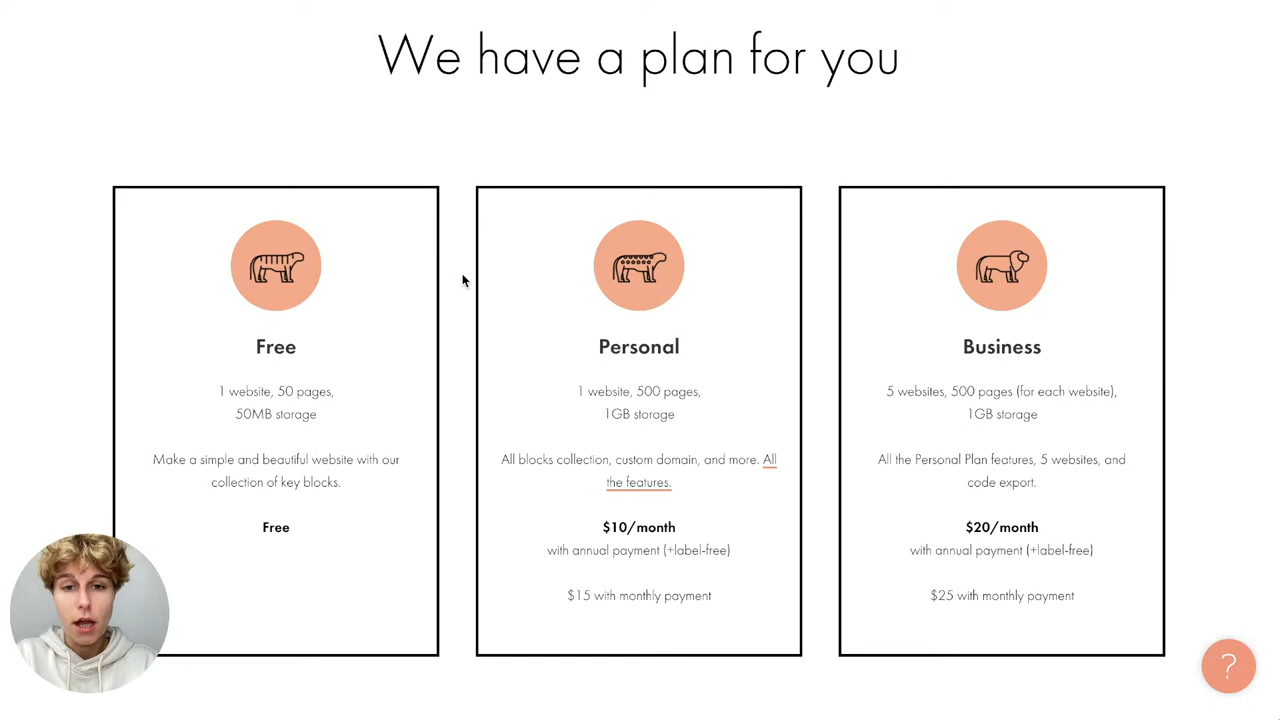 We have a plan for you
Free
1 website, 50 pages,
50MB storage
Make a simple and beautiful website with our
collection of key blocks.
Free
Personal
1 website, 500 pages,
1GB storage
All blocks collection, custom domain, and more. All
the features.
$10/month
with annual payment (+label-free)
$15 with monthly payment
Business
5 websites, 500 pages (for each website),
1GB storage
All the Personal Plan features, 5 websites, and
code export.
$20/month
with annual payment (+label-free)
$25 with monthly payment
?